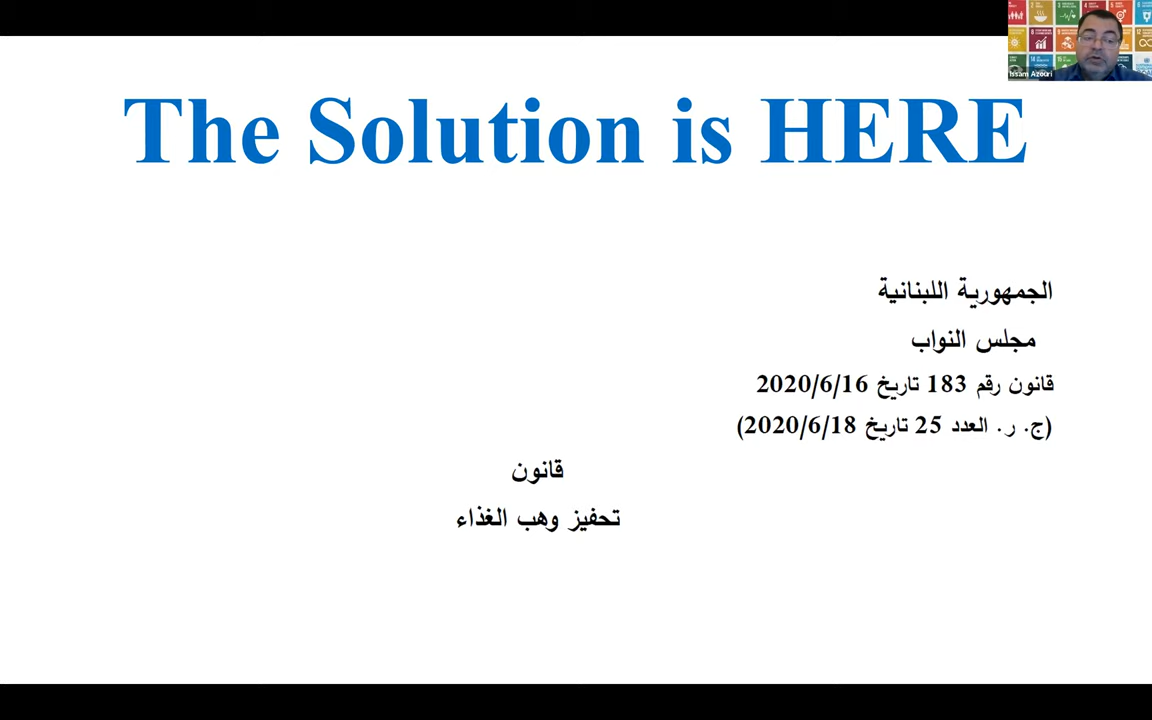 Issam Azouri
The Solution is HERE
الجمهورية اللبنانية
مجلس النواب
قانون رقم 183 تاريخ 2020/6/16
(ج. ر. العدد 25 تاريخ 2020/6/18)
قانون
تحفيز وهب الغذاء